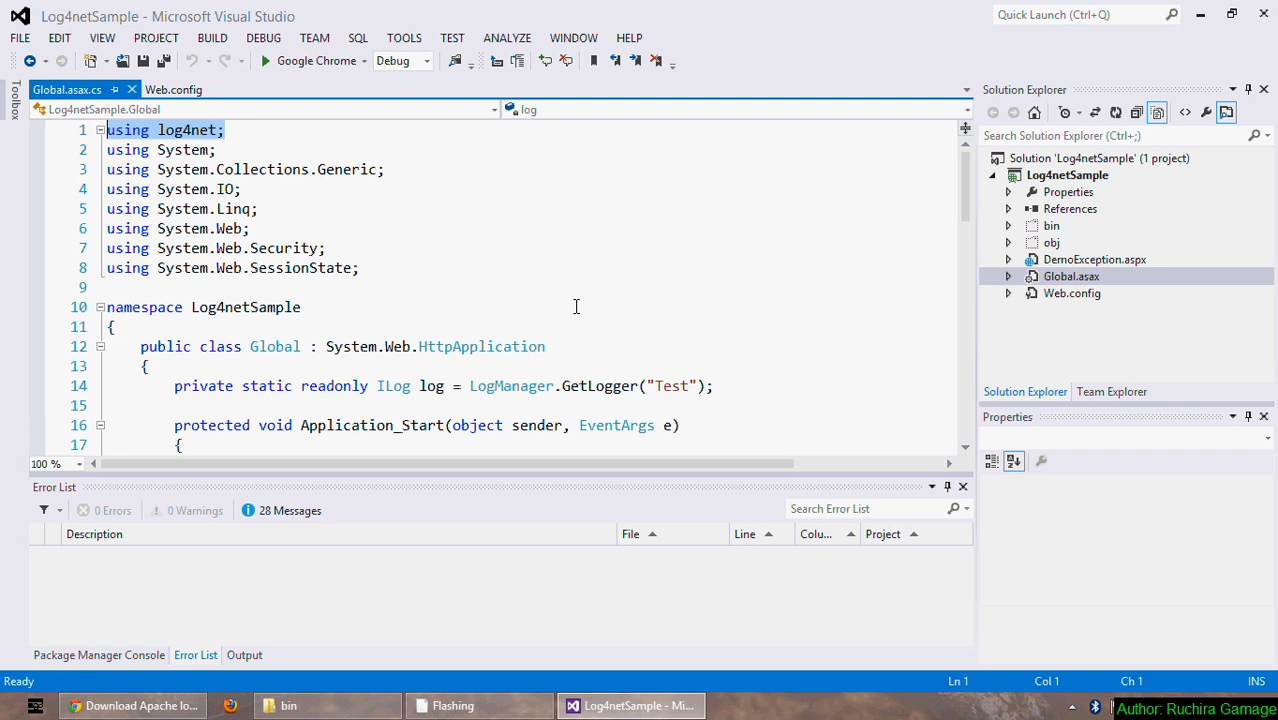 Log4netSample - Microsoft Visual Studio
Quick Launch (Ctrl+Q)
FILE EDIT VIEW PROJECT BUILD DEBUG TEAM SQL TOOLS TEST ANALYZE WINDOW HELP
Google Chrome Debug
Toolbox
Global.asax.cs Web.config
Log4netSample.Global log
1 using log4net;
2 using System;
3 using System.Collections.Generic;
4 using System.IO;
5 using System.Linq;
6 using System.Web;
7 using System.Web.Security;
8 using System.Web.SessionState;
9
10 namespace Log4netSample
11 {
12 public class Global : System.Web.HttpApplication
13 {
14 private static readonly ILog log = LogManager.GetLogger("Test");
15
16 protected void Application_Start(object sender, EventArgs e)
17 {
100 %
Solution Explorer
Search Solution Explorer (Ctrl+;)
Solution 'Log4netSample' (1 project)
Log4netSample
Properties
References
bin
obj
DemoException.aspx
Global.asax
Web.config
Solution Explorer Team Explorer
Properties
Error List
0 Errors 0 Warnings 28 Messages Search Error List
Description File Line Colu... Project
Package Manager Console Error List Output
Ready Ln 1 Col 1 Ch 1 INS
Download Apache lo... bin Flashing Log4netSample - Mi...
Author: Ruchira Gamage